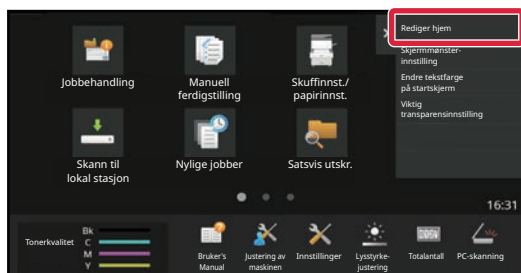 Rediger hjem
Skjermmønster-
innstilling
Endre tekstfarge
på startskjerm
Viktig
transparensinnstilling
Jobbehandling
Manuell
ferdigstilling
Skuffinnst./
papirinnst.
Skann til
lokal stasjon
Nylige jobber
Satsvis utskr.
16:31
Tonerkvalitet
Bk
C
M
Y
Bruker's
Manual
Justering av
maskinen
Innstillinger
Lysstyrke-
justering
Totalantall
PC-skanning